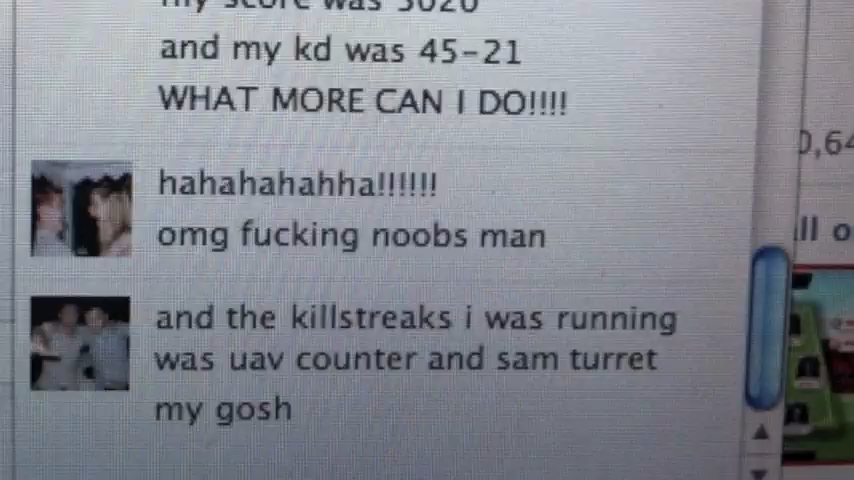 my score was 5020
and my kd was 45-21
WHAT MORE CAN I DO!!!!
hahahahahha!!!!!!
omg fucking noobs man
and the killstreaks i was running
was uav counter and sam turret
my gosh